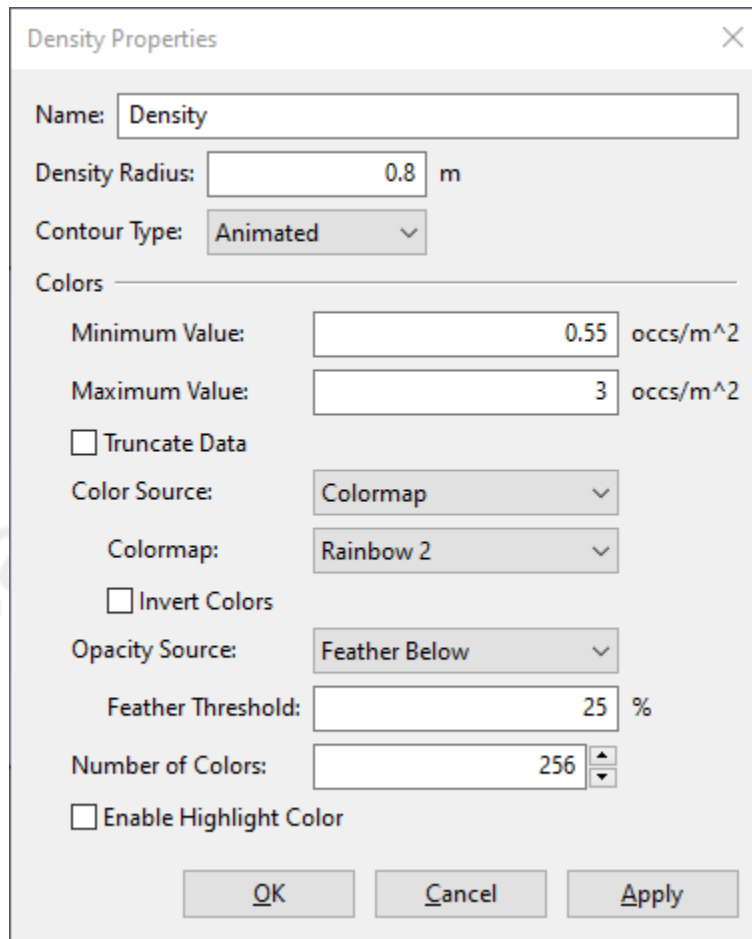 Density Properties
Name: Density
Density Radius: 0.8 m
Contour Type: Animated
Colors
Minimum Value: 0.55 occs/m^2
Maximum Value: 3 occs/m^2
Truncate Data
Color Source: Colormap
Colormap: Rainbow 2
Invert Colors
Opacity Source: Feather Below
Feather Threshold: 25 %
Number of Colors: 256
Enable Highlight Color
OK Cancel Apply